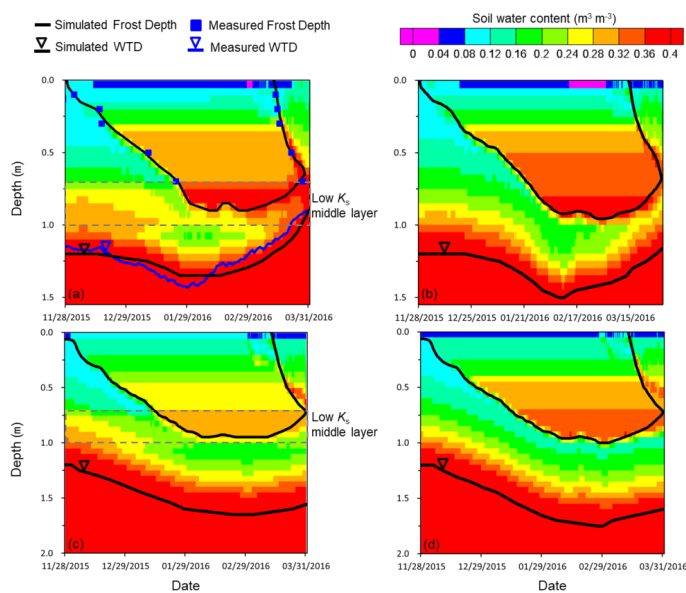 Simulated Frost Depth
Measured Frost Depth
Simulated WTD
Measured WTD
Soil water content (m³ m⁻³)
0 0.04 0.08 0.12 0.16 0.2 0.24 0.28 0.32 0.36 0.4
Depth (m)
0.0
0.5
1.0
1.5
(a)
Low Ks
middle layer
11/28/2015 12/29/2015 01/29/2016 02/29/2016 03/31/2016
0.0
0.5
1.0
1.5
(b)
11/28/2015 12/25/2015 01/21/2016 02/17/2016 03/15/2016
Depth (m)
0.0
0.5
1.0
1.5
2.0
(c)
Low Ks
middle layer
11/28/2015 12/29/2015 01/29/2016 02/29/2016 03/31/2016
Date
0.0
0.5
1.0
1.5
2.0
(d)
11/28/2015 12/29/2015 01/29/2016 02/29/2016 03/31/2016
Date